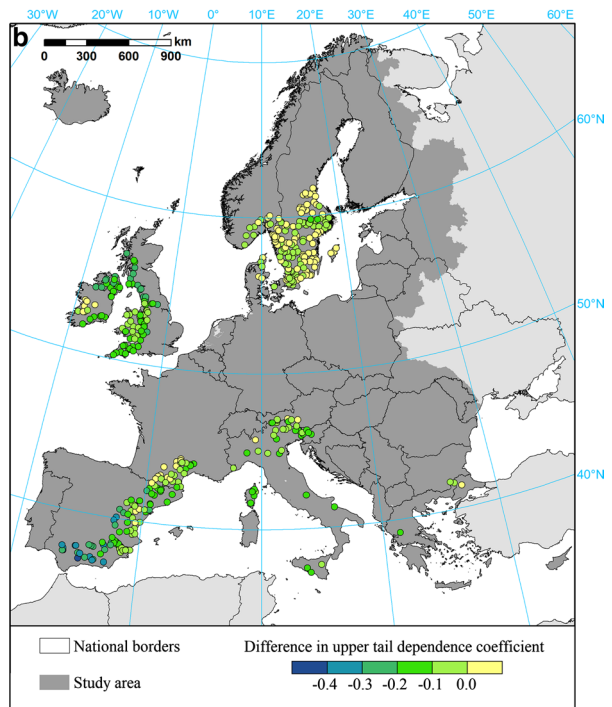 30°W 20°W 10°W 0° 10°E 20°E 30°E 40°E 50°E 60°E
b
0 300 600 900 km
60°N
50°N
40°N
National borders
Study area
Difference in upper tail dependence coefficient
-0.4 -0.3 -0.2 -0.1 0.0